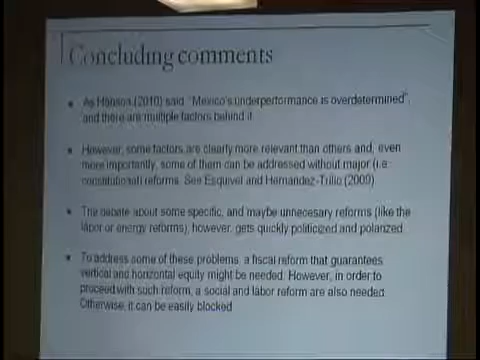 Concluding comments
As Hanson (2010) said "Mexico's underperformance is overdetermined",
and there are multiple factors behind it
However, some factors are clearly more relevant than others and, even
more importantly, some of them can be addressed without major (i.e.
constitutional) reforms. See Esquivel and Hernández-Trillo (2009)
The debate about some specific, and maybe unnecessary reforms (like the
labor or energy reforms), however, gets quickly politicized and polarized
To address some of these problems, a fiscal reform that guarantees
vertical and horizontal equity might be needed. However, in order to
proceed with such reform, a social and labor reform are also needed.
Otherwise, it can be easily blocked